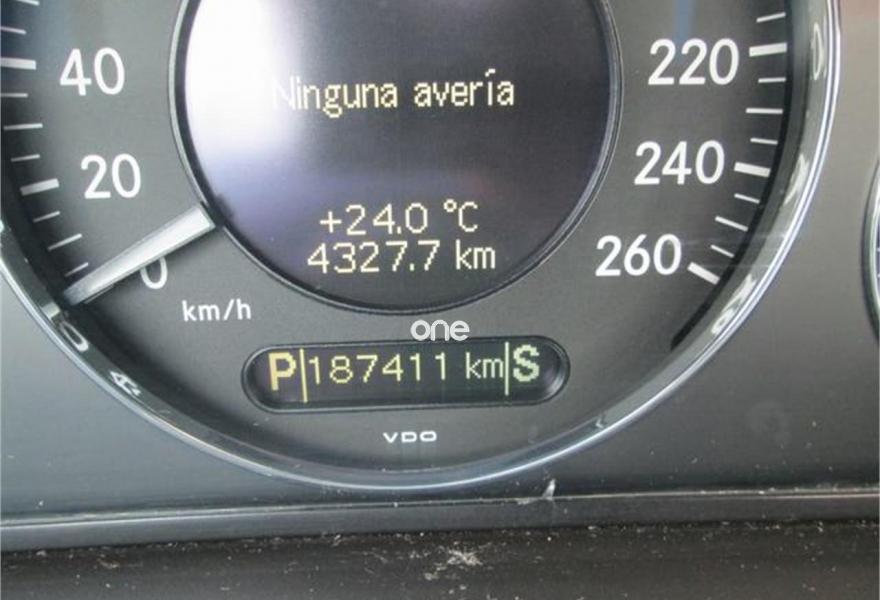 40
20
0
km/h
Ninguna avería
+24.0 °C
4327.7 km
220
240
260
one
P 187411 km S
VDO